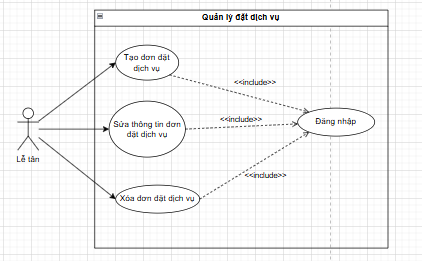 Quản lý đặt dịch vụ
Tạo đơn đặt
dịch vụ
<<include>>
Sửa thông tin đơn
đặt dịch vụ
<<include>>
Đăng nhập
Lễ tân
<<include>>
Xóa đơn đặt dịch vụ